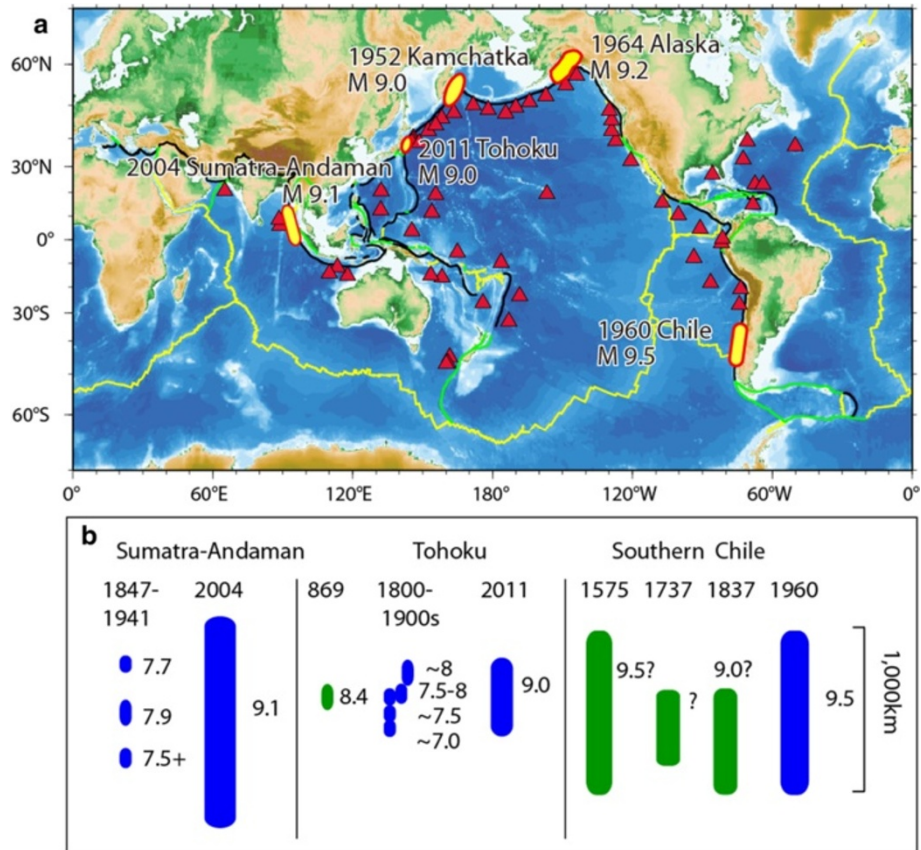 a
60°N
30°N
0°
30°S
60°S
1952 Kamchatka
M 9.0
1964 Alaska
M 9.2
2004 Sumatra-Andaman
M 9.1
2011 Tohoku
M 9.0
1960 Chile
M 9.5
0° 60°E 120°E 180° 120°W 60°W 0°
b
Sumatra-Andaman Tohoku Southern Chile
1847-
1941
2004
869
1800-
1900s
2011
1575 1737 1837 1960
7.7
7.9
7.5+
9.1
8.4
~8
7.5-8
~7.5
~7.0
9.0
9.5?
?
9.0?
9.5
1,000km